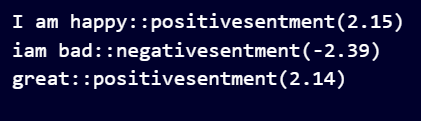 I am happy::positivesentment(2.15)
iam bad::negativesentment(-2.39)
great::positivesentment(2.14)